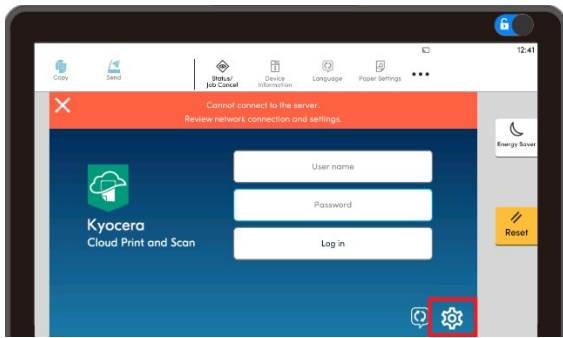 12:41
Copy
Send
Status/
Job Cancel
Device
Information
Language
Paper Settings
Cannot connect to the server.
Review network connection and settings.
Energy Saver
User name
Password
Kyocera
Cloud Print and Scan
Log in
Reset